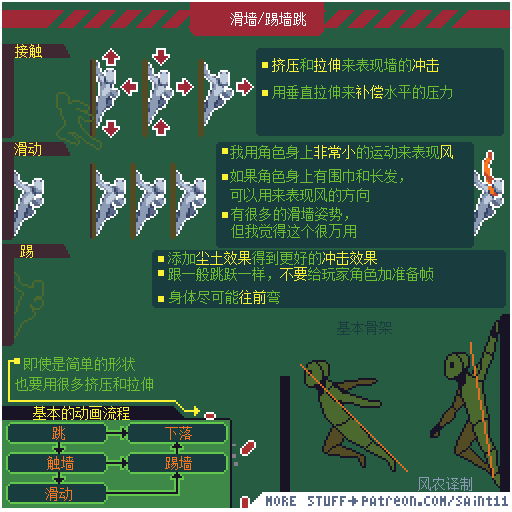 滑墙/踢墙跳
接触
挤压和拉伸来表现墙的冲击
用垂直拉伸来补偿水平的压力
滑动
我用角色身上非常小的运动来表现风
如果角色身上有围巾和长发，
可以用来表现风的方向
有很多的滑墙姿势，
但我觉得这个很万用
踢
添加尘土效果得到更好的冲击效果
跟一般跳跃一样，不要给玩家角色加准备帧
身体尽可能往前弯
基本骨架
即使是简单的形状
也要用很多挤压和拉伸
基本的动画流程
跳
下落
触墙
踢墙
滑动
风农译制
MORE STUFF→PATREON.COM/SAINT11